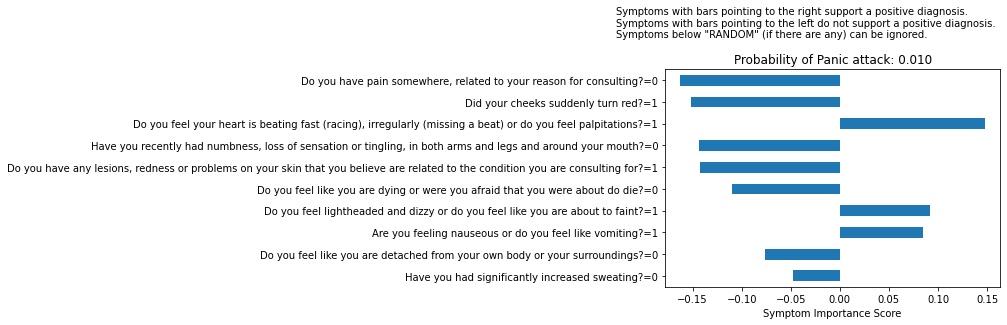 Symptoms with bars pointing to the right support a positive diagnosis.
Symptoms with bars pointing to the left do not support a positive diagnosis.
Symptoms below "RANDOM" (if there are any) can be ignored.
Probability of Panic attack: 0.010
Do you have pain somewhere, related to your reason for consulting?=0
Did your cheeks suddenly turn red?=1
Do you feel your heart is beating fast (racing), irregularly (missing a beat) or do you feel palpitations?=1
Have you recently had numbness, loss of sensation or tingling, in both arms and legs and around your mouth?=0
Do you have any lesions, redness or problems on your skin that you believe are related to the condition you are consulting for?=1
Do you feel like you are dying or were you afraid that you were about do die?=0
Do you feel lightheaded and dizzy or do you feel like you are about to faint?=1
Are you feeling nauseous or do you feel like vomiting?=1
Do you feel like you are detached from your own body or your surroundings?=0
Have you had significantly increased sweating?=0
−0.15 −0.10 −0.05 0.00 0.05 0.10 0.15
Symptom Importance Score